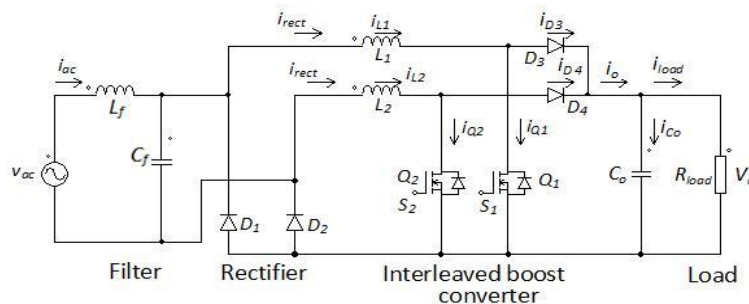 i_rect i_L1 i_D3
L_1 D_3
i_ac i_rect i_L2 i_D4 i_o i_load
L_f L_2 D_4
C_f i_Q2 i_Q1 i_Co
v_ac Q_2 Q_1 C_o R_load
S_2 S_1
D_1 D_2
Filter Rectifier Interleaved boost Load
converter